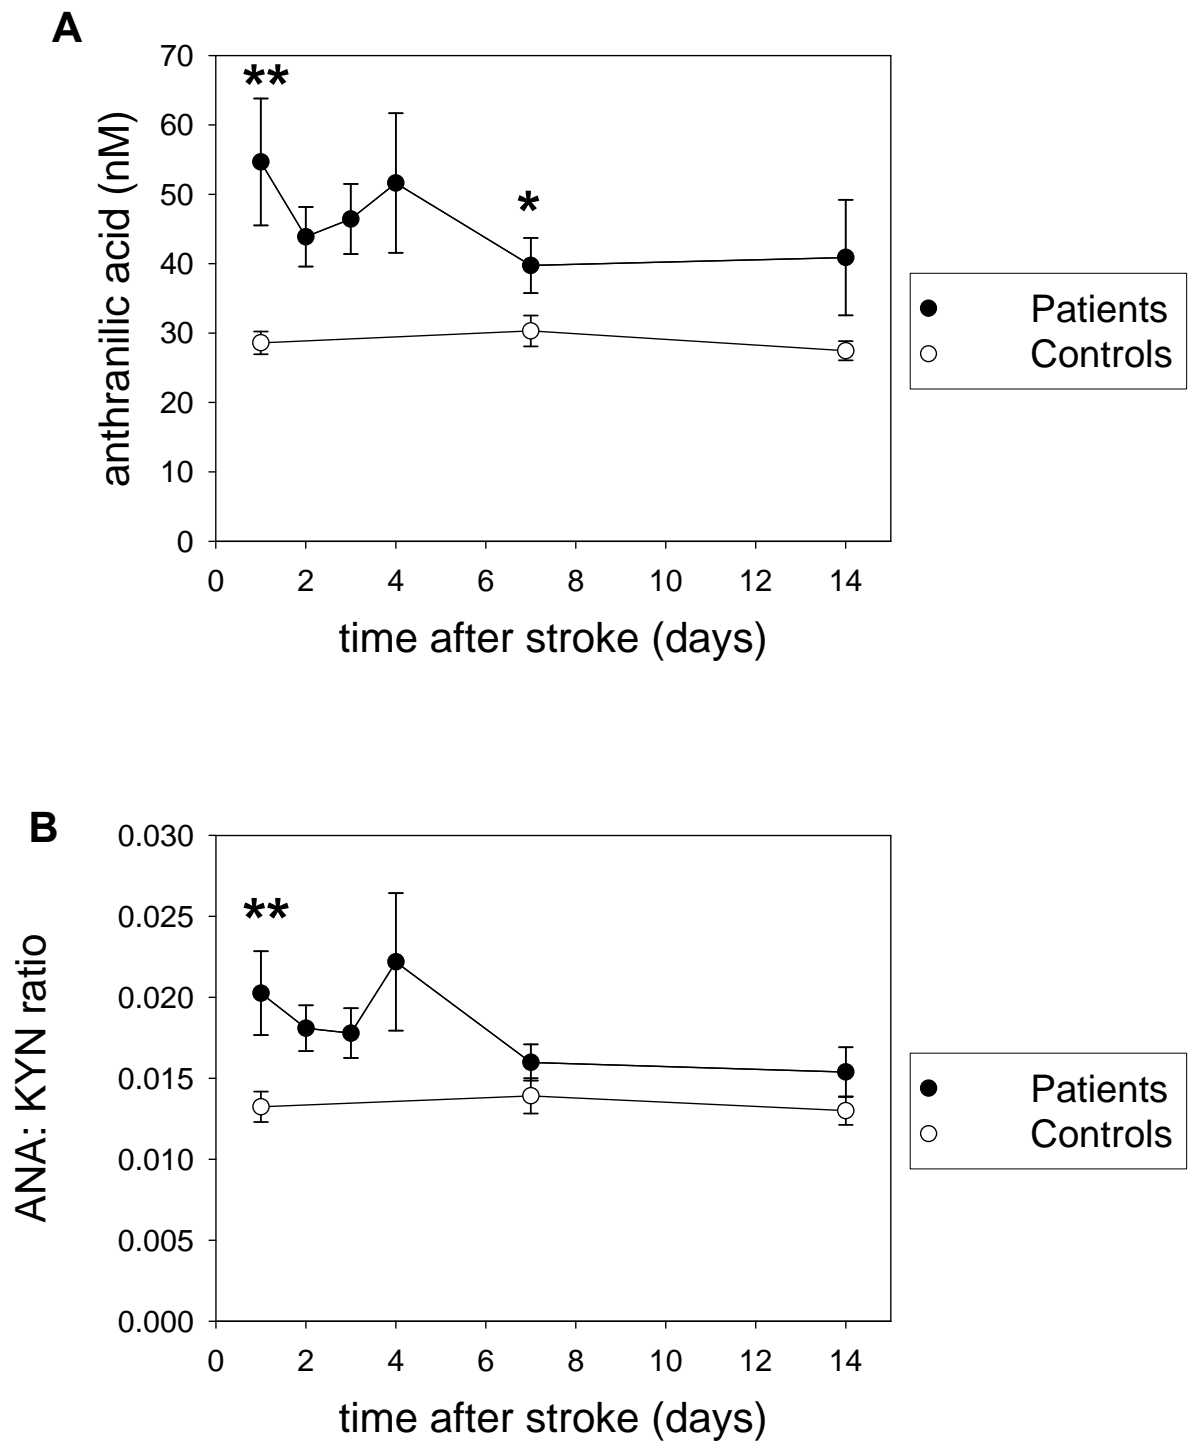 A
70
**
60
50
*
40
30
20
10
0
anthranilic acid (nM)
0 2 4 6 8 10 12 14
time after stroke (days)
Patients
Controls
B
0.030
0.025
**
0.020
0.015
0.010
0.005
0.000
ANA: KYN ratio
0 2 4 6 8 10 12 14
time after stroke (days)
Patients
Controls